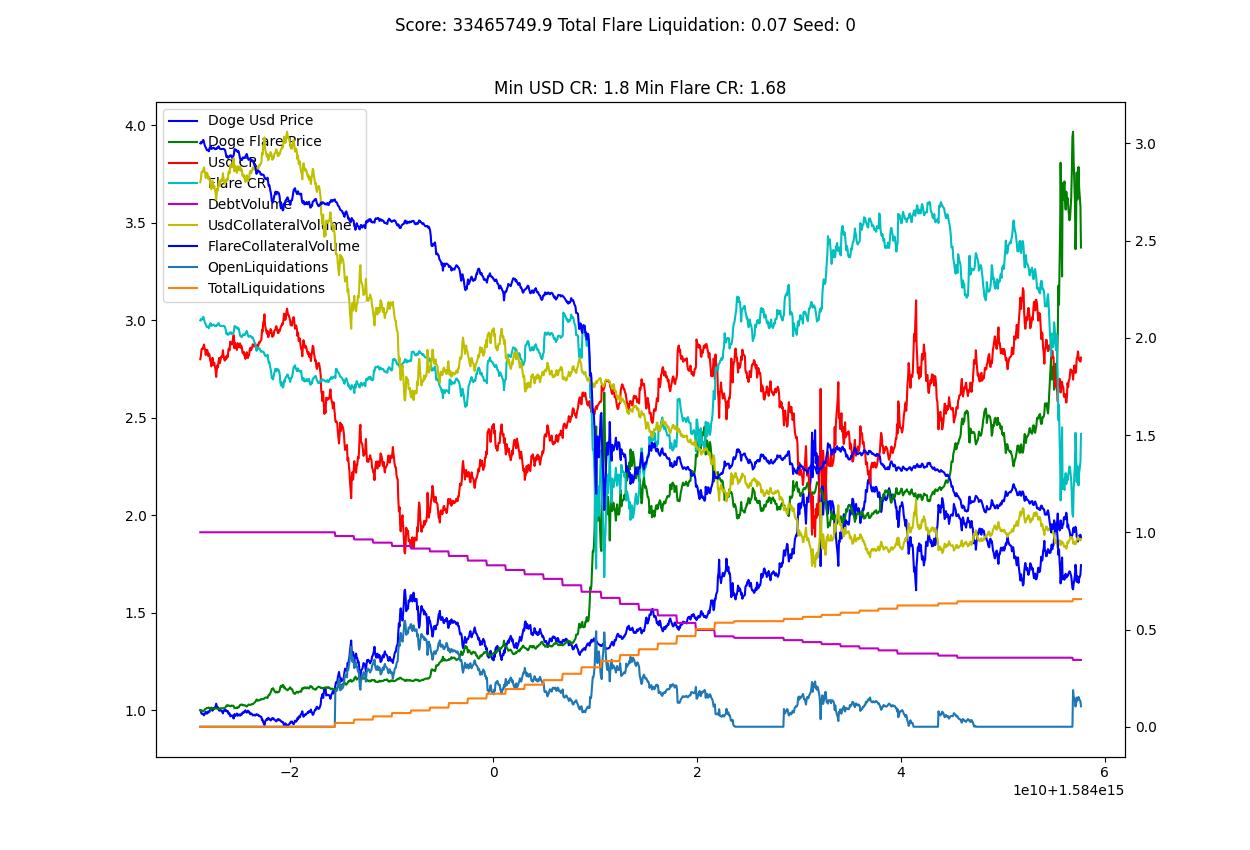 Score: 33465749.9 Total Flare Liquidation: 0.07 Seed: 0
Min USD CR: 1.8 Min Flare CR: 1.68
Doge Usd Price
Doge Flare Price
Usd CR
Flare CR
DebtVolume
UsdCollateralVolume
FlareCollateralVolume
OpenLiquidations
TotalLiquidations
4.0
3.5
3.0
2.5
2.0
1.5
1.0
3.0
2.5
2.0
1.5
1.0
0.5
0.0
−2
0
2
4
6
1e10+1.584e15